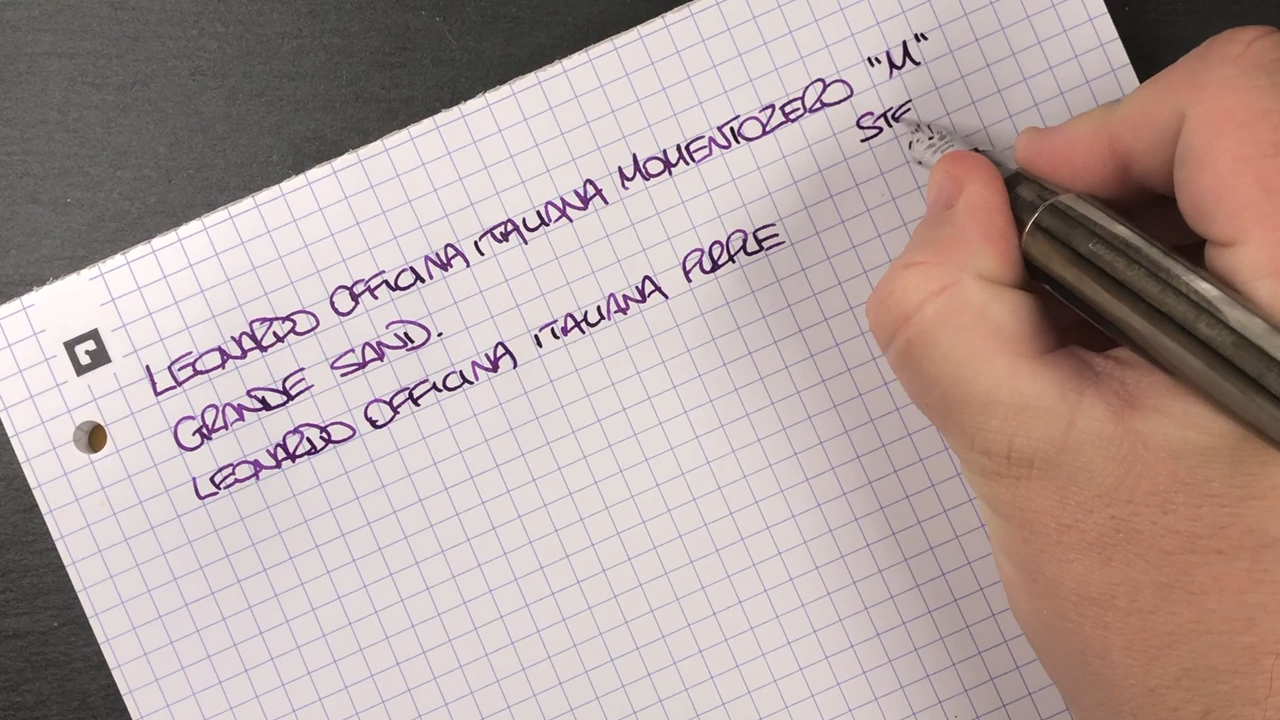 LEONARDO OFFICINA ITALIANA MOMENTOZERO "M"
STE
GRANDE SAND.
LEONARDO OFFICINA ITALIANA PURPLE